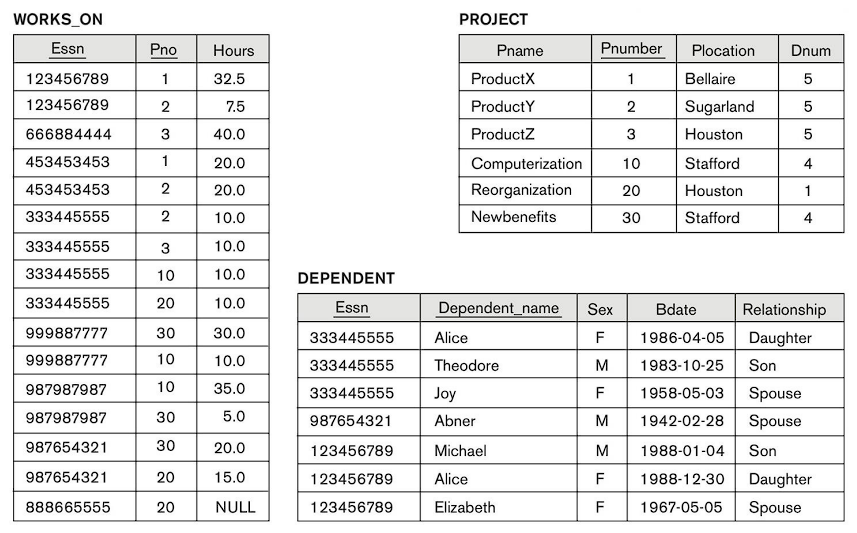 WORKS_ON
Essn Pno Hours
123456789 1 32.5
123456789 2 7.5
666884444 3 40.0
453453453 1 20.0
453453453 2 20.0
333445555 2 10.0
333445555 3 10.0
333445555 10 10.0
333445555 20 10.0
999887777 30 30.0
999887777 10 10.0
987987987 10 35.0
987987987 30 5.0
987654321 30 20.0
987654321 20 15.0
888665555 20 NULL
PROJECT
Pname Pnumber Plocation Dnum
ProductX 1 Bellaire 5
ProductY 2 Sugarland 5
ProductZ 3 Houston 5
Computerization 10 Stafford 4
Reorganization 20 Houston 1
Newbenefits 30 Stafford 4
DEPENDENT
Essn Dependent_name Sex Bdate Relationship
333445555 Alice F 1986-04-05 Daughter
333445555 Theodore M 1983-10-25 Son
333445555 Joy F 1958-05-03 Spouse
987654321 Abner M 1942-02-28 Spouse
123456789 Michael M 1988-01-04 Son
123456789 Alice F 1988-12-30 Daughter
123456789 Elizabeth F 1967-05-05 Spouse